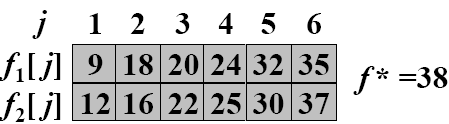 j 1 2 3 4 5 6
f₁[j] 9 18 20 24 32 35
f* =38
f₂[j] 12 16 22 25 30 37